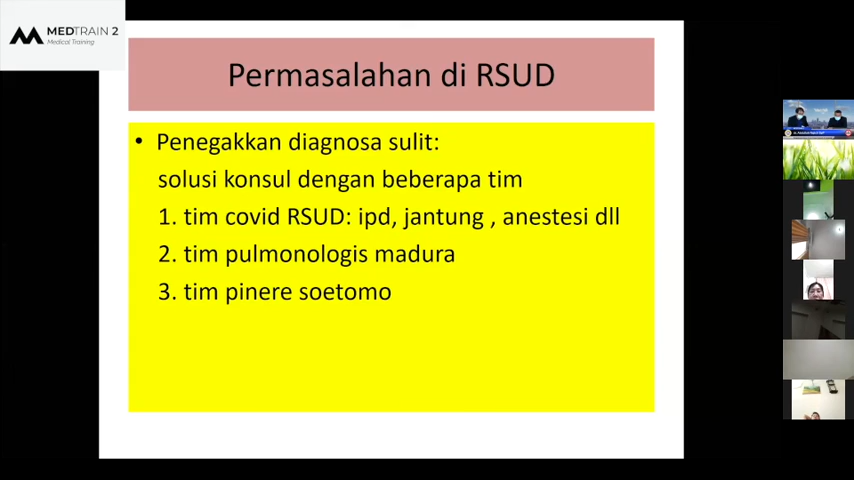 MEDTRAIN 2
Medical Training
Permasalahan di RSUD
• Penegakkan diagnosa sulit:
solusi konsul dengan beberapa tim
1. tim covid RSUD: ipd, jantung , anestesi dll
2. tim pulmonologis madura
3. tim pinere soetomo